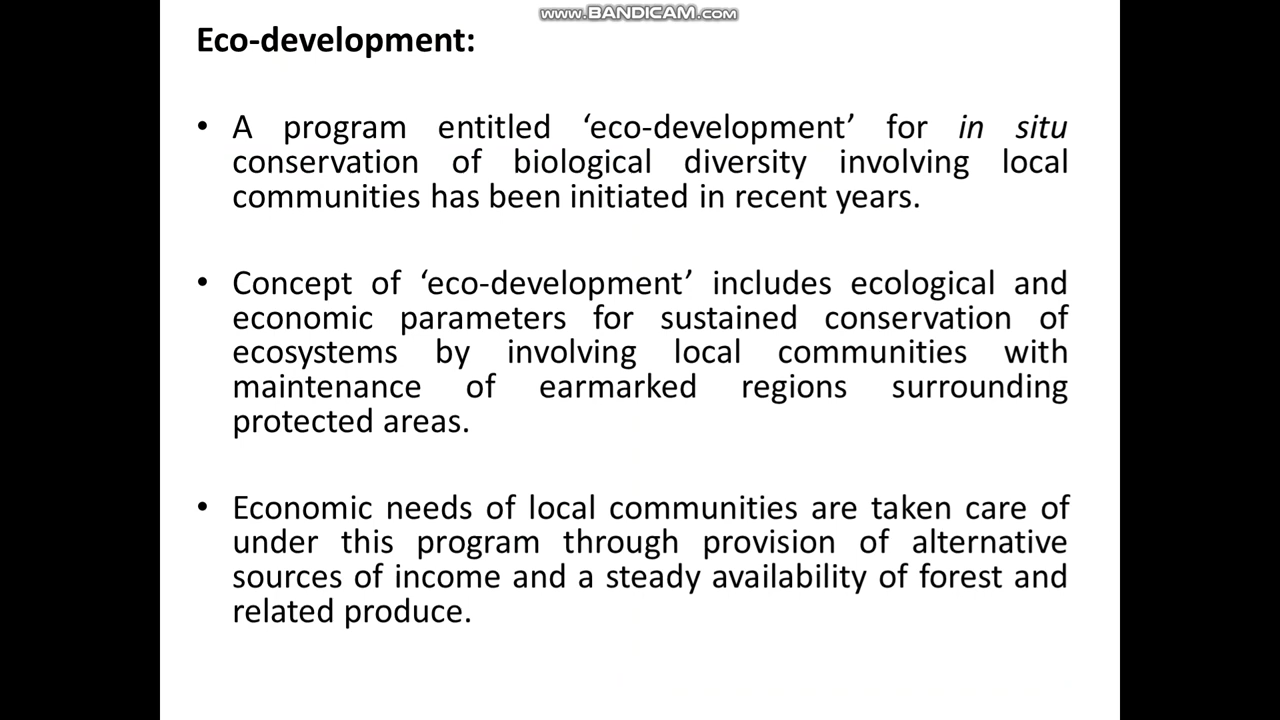 www.BANDICAM.com
Eco-development:
• A program entitled ‘eco-development’ for in situ
conservation of biological diversity involving local
communities has been initiated in recent years.
• Concept of ‘eco-development’ includes ecological and
economic parameters for sustained conservation of
ecosystems by involving local communities with
maintenance of earmarked regions surrounding
protected areas.
• Economic needs of local communities are taken care of
under this program through provision of alternative
sources of income and a steady availability of forest and
related produce.